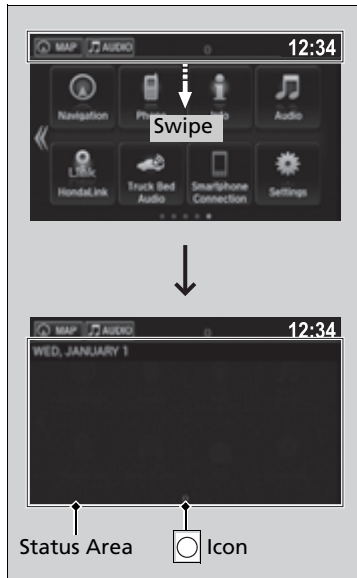 MAP AUDIO 12:34
Navigation Phone Info Audio
Swipe
HondaLink Truck Bed Audio Smartphone Connection Settings
MAP AUDIO 12:34
WED, JANUARY 1
Status Area Icon